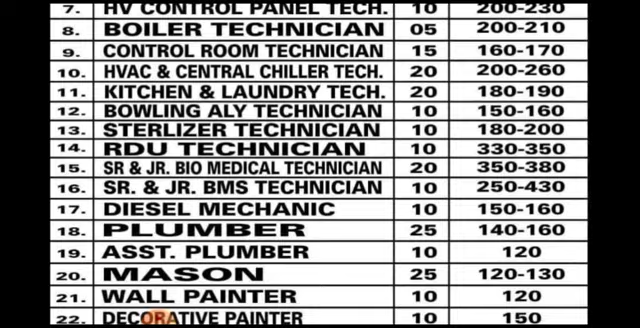 7. HV CONTROL PANEL TECH. 10 200-230
8. BOILER TECHNICIAN 05 200-210
9. CONTROL ROOM TECHNICIAN 15 160-170
10. HVAC & CENTRAL CHILLER TECH. 20 200-260
11. KITCHEN & LAUNDRY TECH. 20 180-190
12. BOWLING ALY TECHNICIAN 10 150-160
13. STERLIZER TECHNICIAN 10 180-200
14. RDU TECHNICIAN 10 330-350
15. SR & JR. BIO MEDICAL TECHNICIAN 20 350-380
16. SR. & JR. BMS TECHNICIAN 10 250-430
17. DIESEL MECHANIC 10 150-160
18. PLUMBER 25 140-160
19. ASST. PLUMBER 10 120
20. MASON 25 120-130
21. WALL PAINTER 10 120
22. DECORATIVE PAINTER 10 150